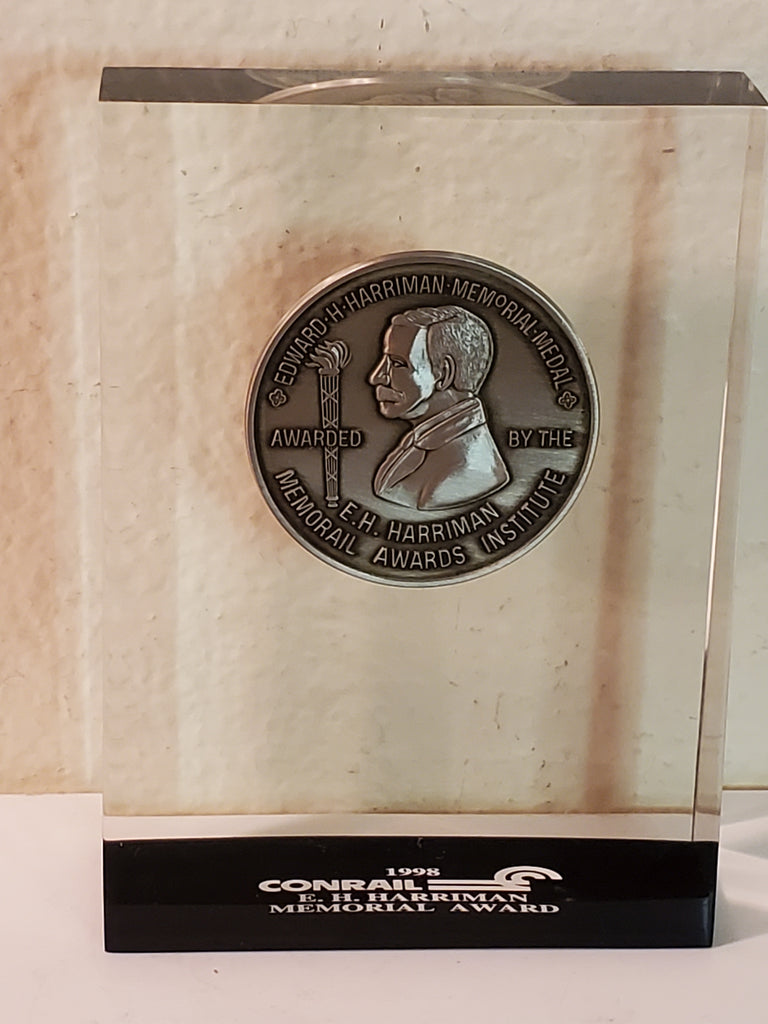 EDWARD·H·HARRIMAN·MEMORIAL·MEDAL
AWARDED BY THE
E.H. HARRIMAN
MEMORAIL AWARDS INSTITUTE
1998
CONRAIL
E. H. HARRIMAN
MEMORIAL AWARD